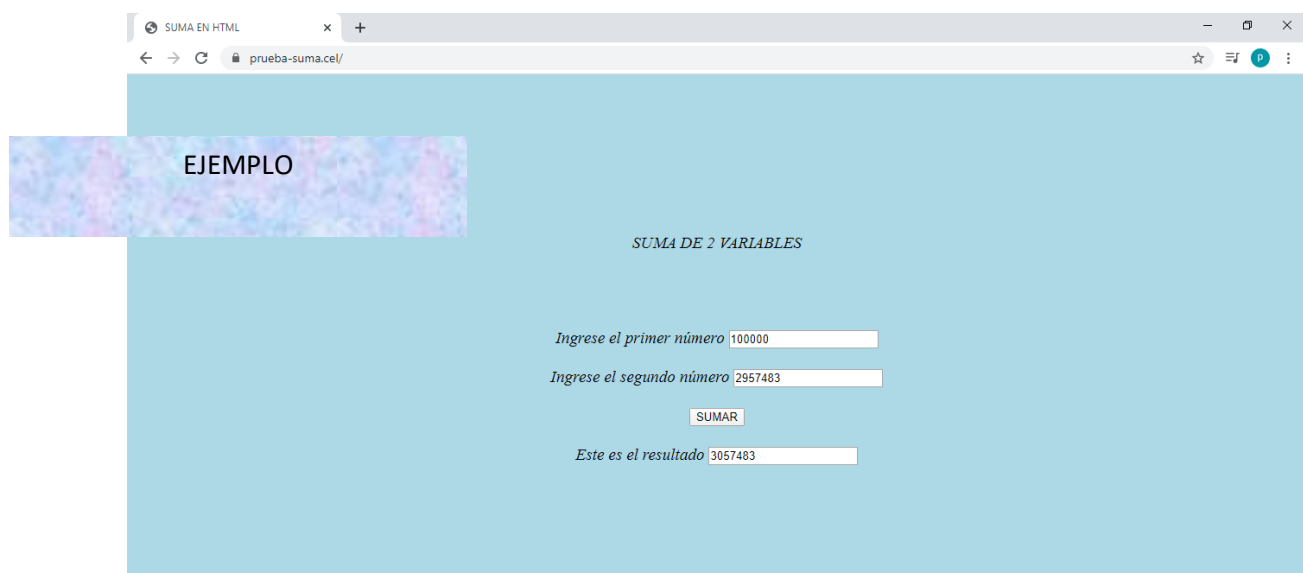 SUMA EN HTML
prueba-suma.cel/
P
EJEMPLO
SUMA DE 2 VARIABLES
Ingrese el primer número 100000
Ingrese el segundo número 2957483
SUMAR
Este es el resultado 3057483